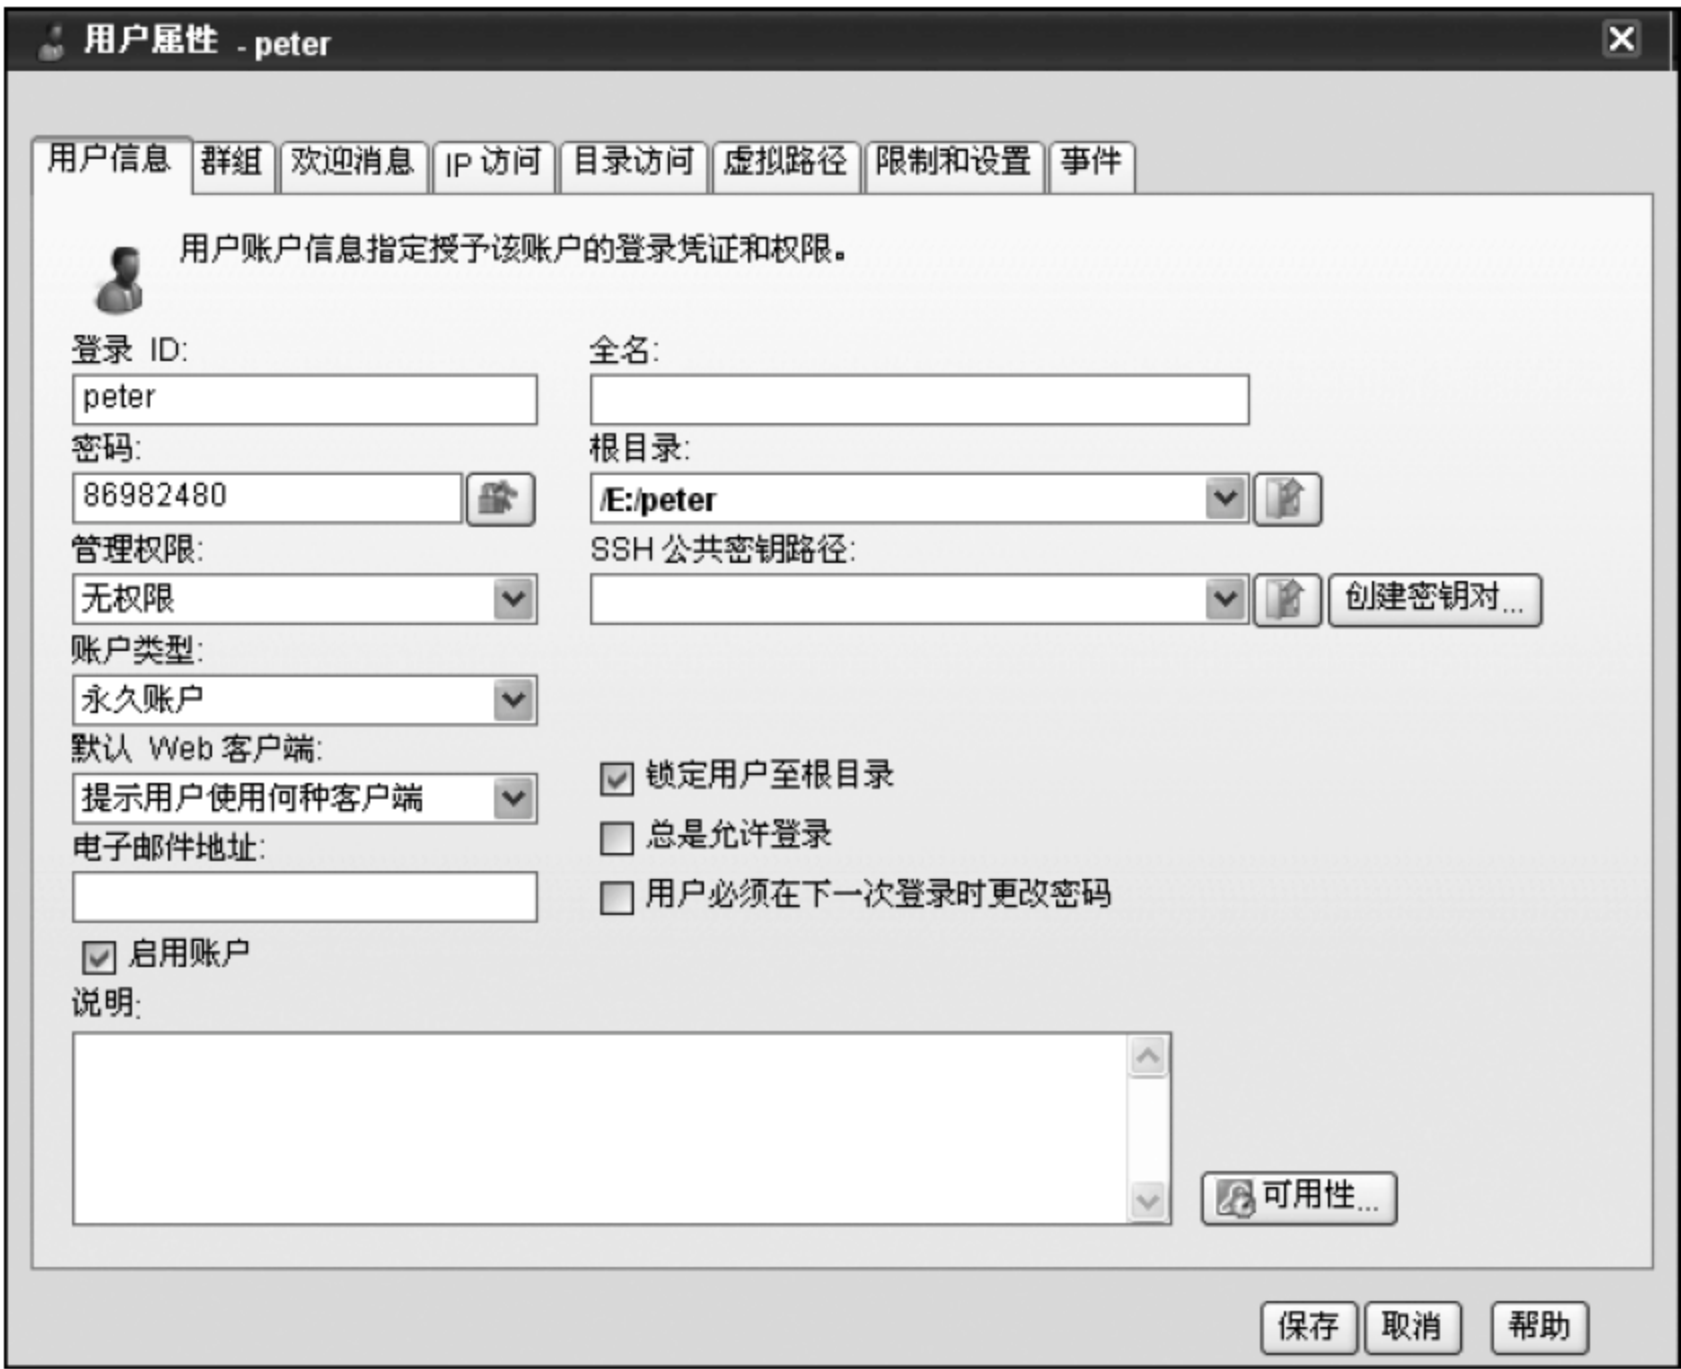 用户属性 - peter
用户信息 群组 欢迎消息 IP 访问 目录访问 虚拟路径 限制和设置 事件
用户账户信息指定授予该账户的登录凭证和权限。
登录 ID: 全名:
peter
密码: 根目录:
86982480 /E:/peter
管理权限: SSH 公共密钥路径:
无权限 创建密钥对...
账户类型:
永久账户
默认 Web 客户端:
锁定用户至根目录
提示用户使用何种客户端
总是允许登录
电子邮件地址:
用户必须在下一次登录时更改密码
启用账户
说明:
可用性...
保存 取消 帮助